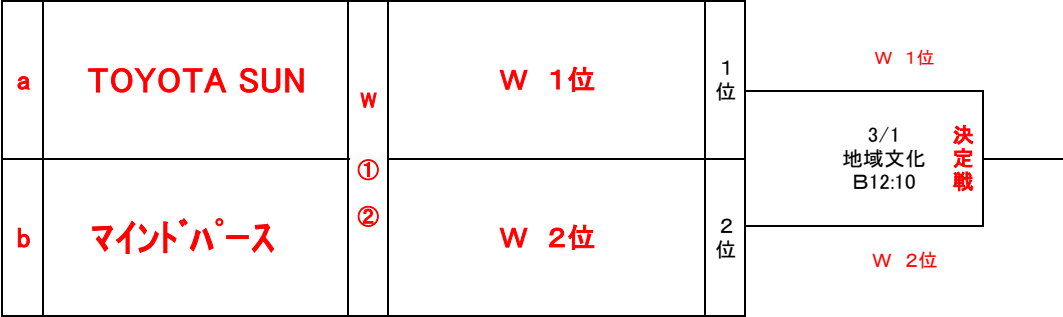 a
TOYOTA SUN
W
①
②
W 1位
1
位
W 1位
3/1
地域文化
B12:10
決
定
戦
b
マインドパース
W 2位
2
位
W 2位